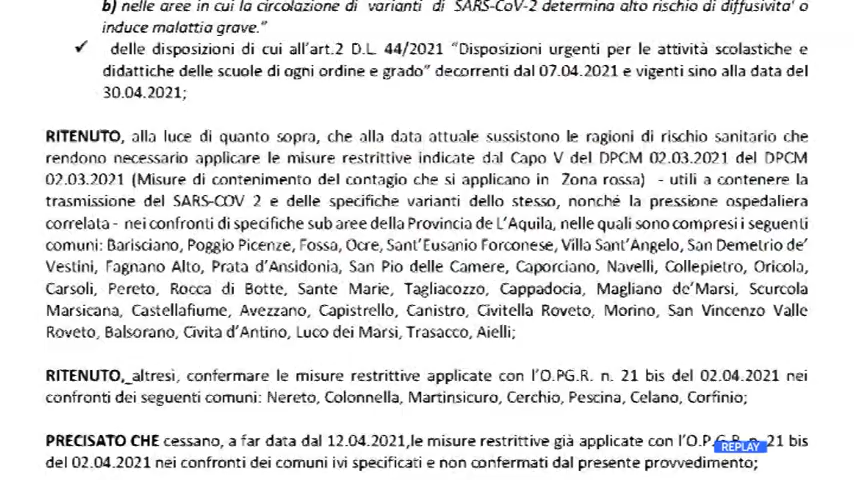 b) nelle aree in cui la circolazione di varianti di SARS-CoV-2 determina alto rischio di diffusivita' o
induce malattia grave."
✓ delle disposizioni di cui all'art.2 D.L. 44/2021 "Disposizioni urgenti per le attività scolastiche e
didattiche delle scuole di ogni ordine e grado" decorrenti dal 07.04.2021 e vigenti sino alla data del
30.04.2021;
RITENUTO, alla luce di quanto sopra, che alla data attuale sussistono le ragioni di rischio sanitario che
rendono necessario applicare le misure restrittive indicate dal Capo V del DPCM 02.03.2021 del DPCM
02.03.2021 (Misure di contenimento del contagio che si applicano in Zona rossa) - utili a contenere la
trasmissione del SARS-COV 2 e delle specifiche varianti dello stesso, nonché la pressione ospedaliera
correlata - nei confronti di specifiche sub aree della Provincia de L'Aquila, nelle quali sono compresi i seguenti
comuni: Barisciano, Poggio Picenze, Fossa, Ocre, Sant'Eusanio Forconese, Villa Sant'Angelo, San Demetrio de'
Vestini, Fagnano Alto, Prata d'Ansidonia, San Pio delle Camere, Caporciano, Navelli, Collepietro, Oricola,
Carsoli, Pereto, Rocca di Botte, Sante Marie, Tagliacozzo, Cappadocia, Magliano de'Marsi, Scurcola
Marsicana, Castellafiume, Avezzano, Capistrello, Canistro, Civitella Roveto, Morino, San Vincenzo Valle
Roveto, Balsorano, Civita d'Antino, Luco dei Marsi, Trasacco, Aielli;
RITENUTO,_altresì, confermare le misure restrittive applicate con l'O.PG.R. n. 21 bis del 02.04.2021 nei
confronti dei seguenti comuni: Nereto, Colonnella, Martinsicuro, Cerchio, Pescina, Celano, Corfinio;
PRECISATO CHE cessano, a far data dal 12.04.2021,le misure restrittive già applicate con l'O.P.G.R. n. 21 bis
REPLAY
del 02.04.2021 nei confronti dei comuni ivi specificati e non confermati dal presente provvedimento;